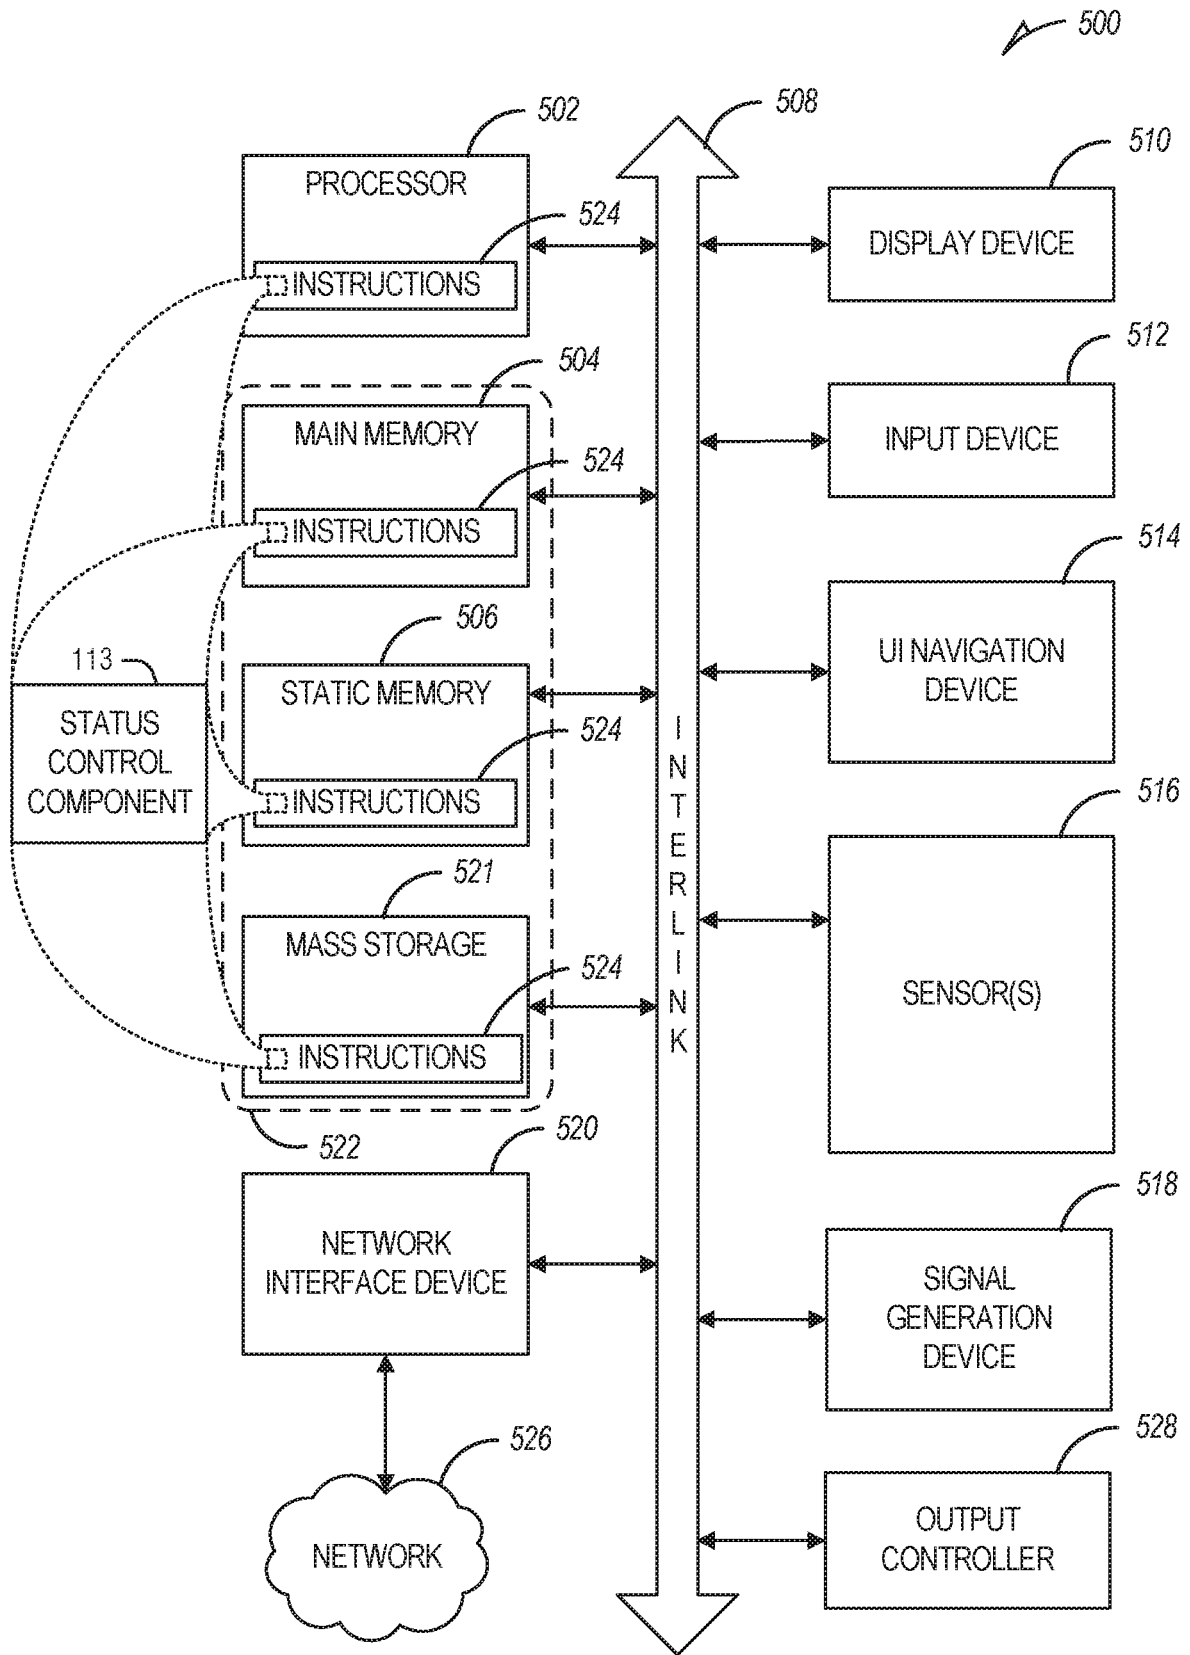 500
502
PROCESSOR
524
INSTRUCTIONS
504
MAIN MEMORY
524
INSTRUCTIONS
506
STATIC MEMORY
524
INSTRUCTIONS
113
STATUS
CONTROL
COMPONENT
521
MASS STORAGE
524
INSTRUCTIONS
522
520
NETWORK
INTERFACE DEVICE
526
NETWORK
508
INTERLINK
510
DISPLAY DEVICE
512
INPUT DEVICE
514
UI NAVIGATION
DEVICE
516
SENSOR(S)
518
SIGNAL
GENERATION
DEVICE
528
OUTPUT
CONTROLLER